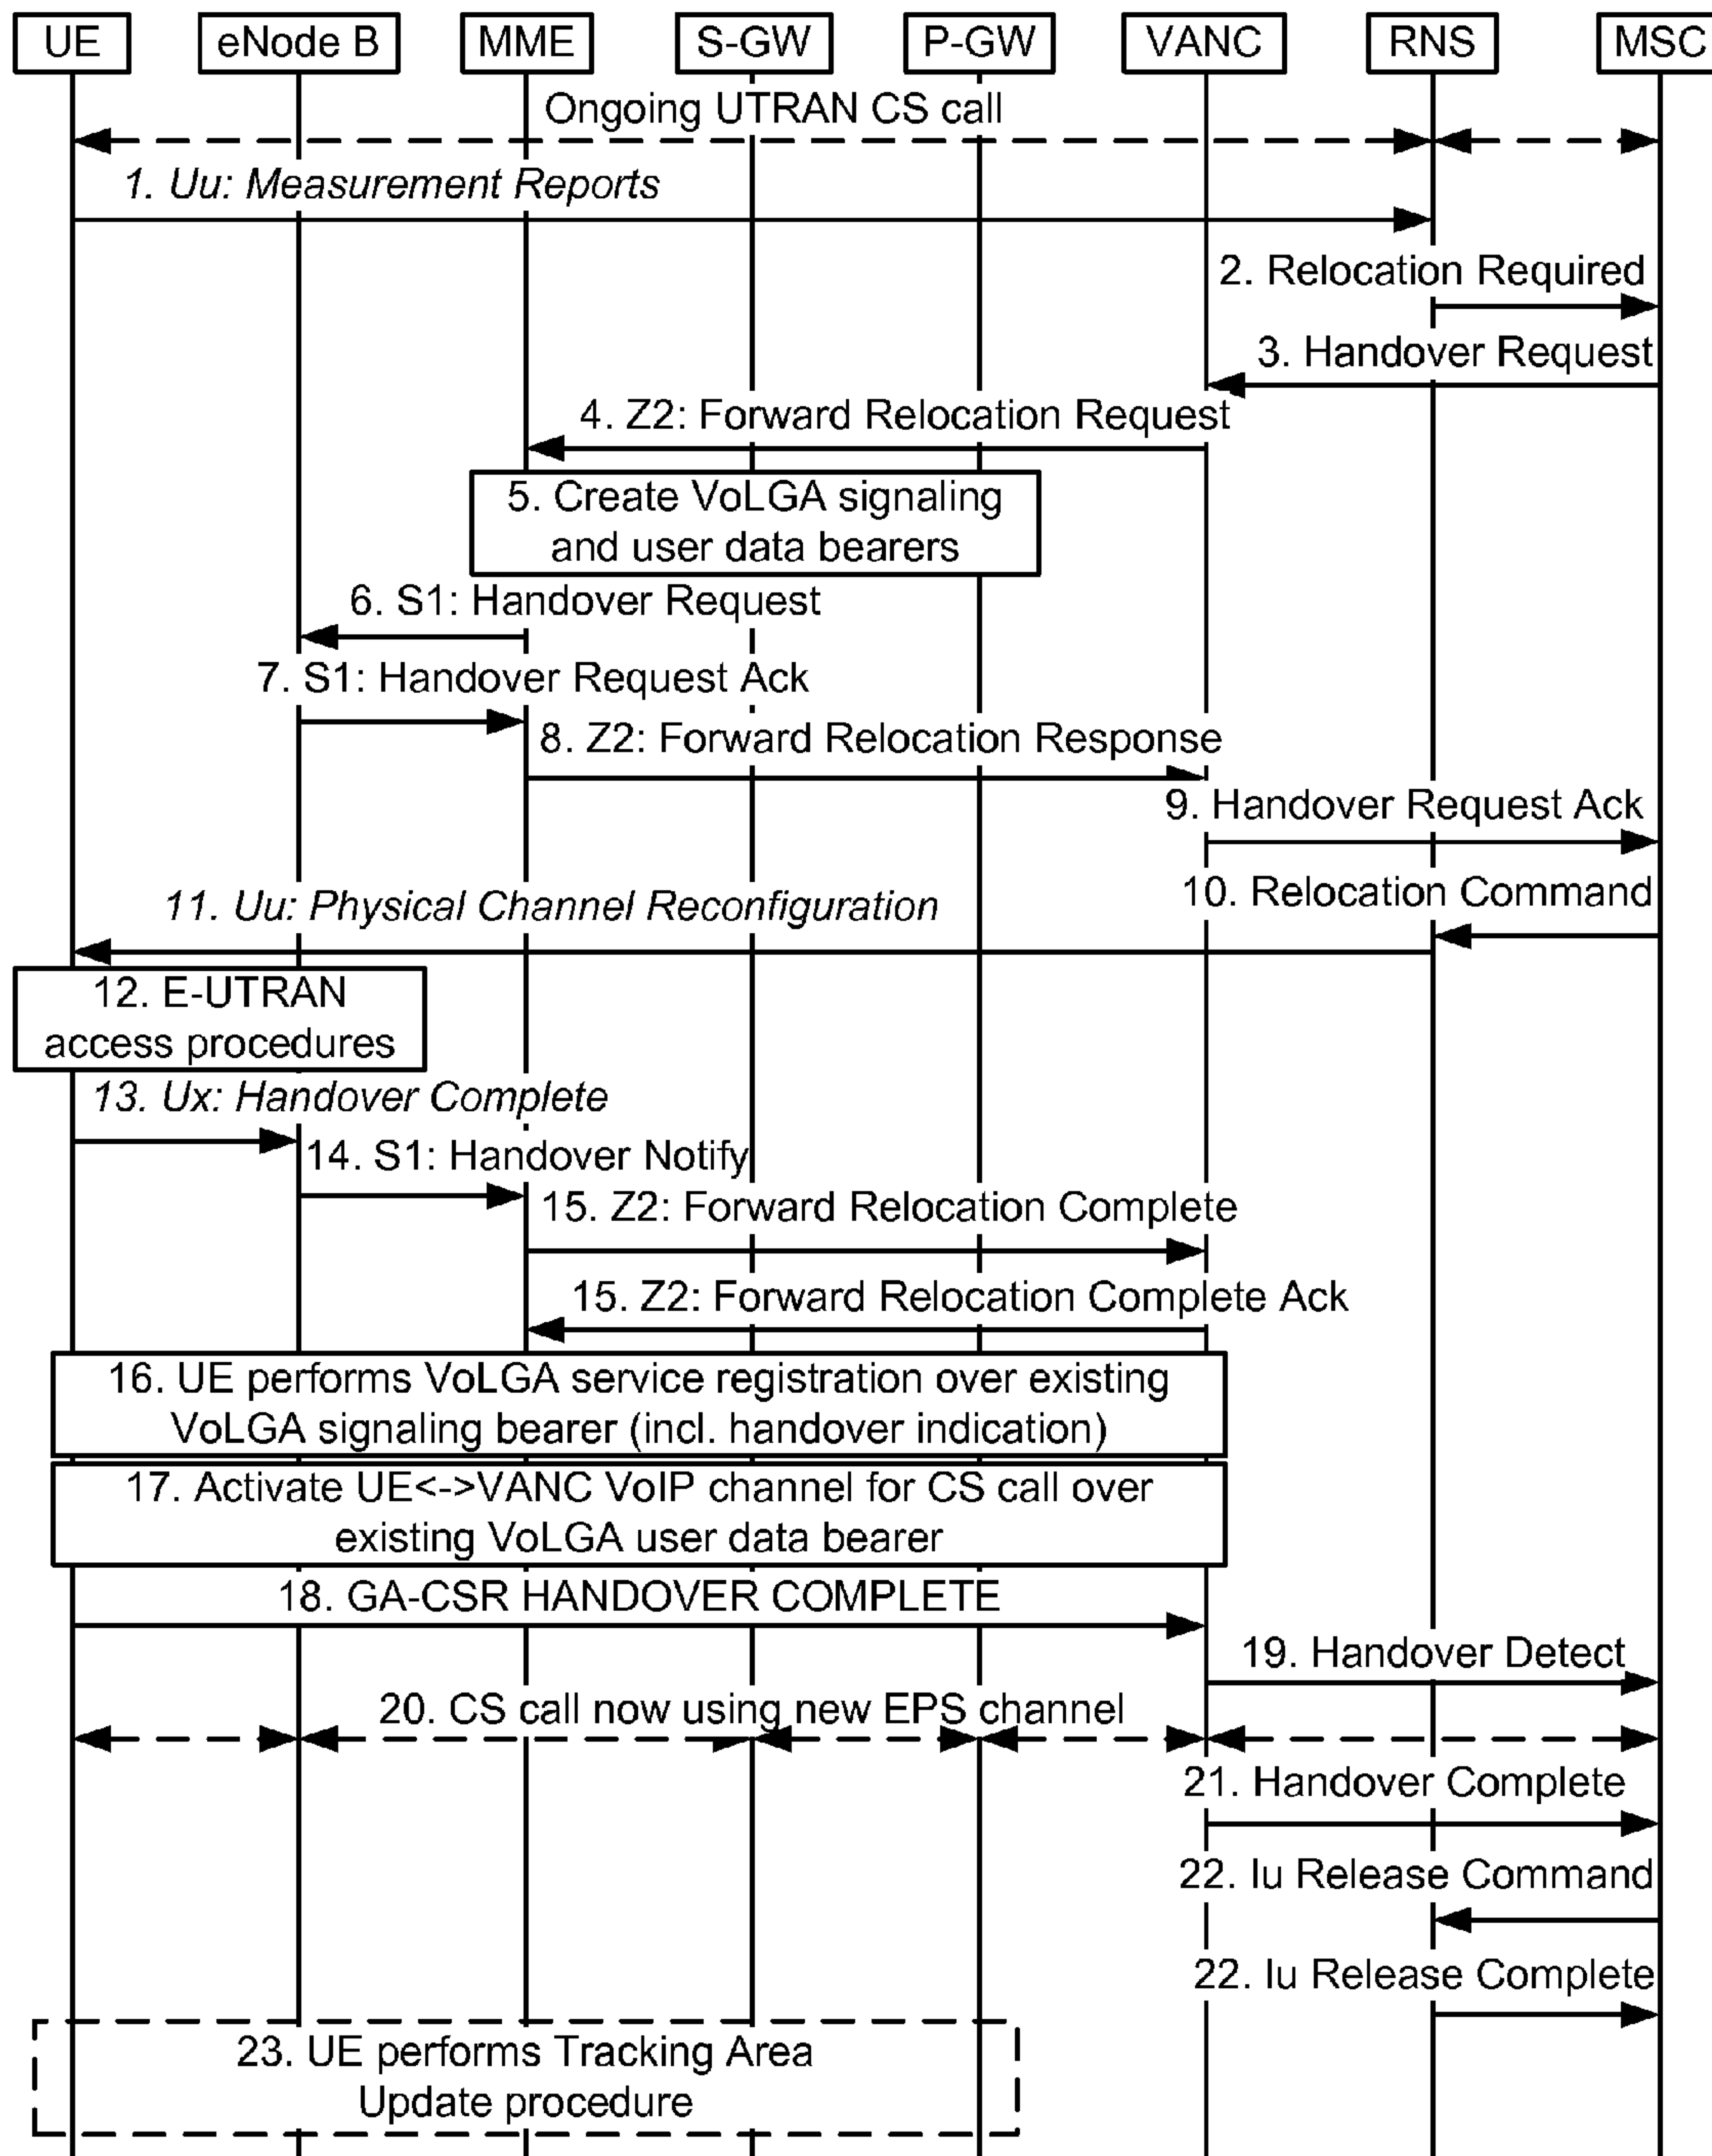 UE
eNode B
MME
S-GW
P-GW
VANC
RNS
MSC
Ongoing UTRAN CS call
1. Uu: Measurement Reports
2. Relocation Required
3. Handover Request
4. Z2: Forward Relocation Request
5. Create VoLGA signaling
and user data bearers
6. S1: Handover Request
7. S1: Handover Request Ack
8. Z2: Forward Relocation Response
9. Handover Request Ack
10. Relocation Command
11. Uu: Physical Channel Reconfiguration
12. E-UTRAN
access procedures
13. Ux: Handover Complete
14. S1: Handover Notify
15. Z2: Forward Relocation Complete
15. Z2: Forward Relocation Complete Ack
16. UE performs VoLGA service registration over existing
VoLGA signaling bearer (incl. handover indication)
17. Activate UE<->VANC VoIP channel for CS call over
existing VoLGA user data bearer
18. GA-CSR HANDOVER COMPLETE
19. Handover Detect
20. CS call now using new EPS channel
21. Handover Complete
22. Iu Release Command
22. Iu Release Complete
23. UE performs Tracking Area
Update procedure